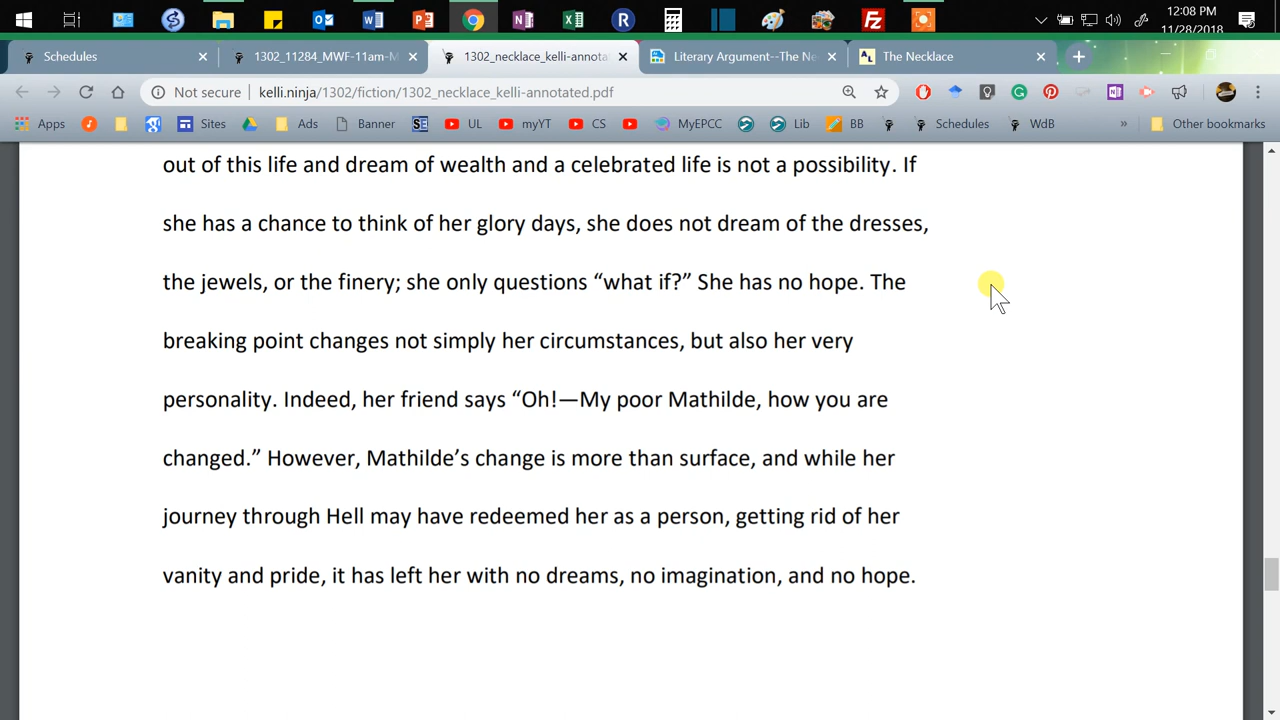 12:08 PM
11/28/2018
Schedules
1302_11284_MWF-11am-M
1302_necklace_kelli-annotat
Literary Argument--The Ne
The Necklace
Not secure
kelli.ninja/1302/fiction/1302_necklace_kelli-annotated.pdf
Apps Sites Ads Banner UL myYT CS MyEPCC Lib BB Schedules WdB » Other bookmarks
out of this life and dream of wealth and a celebrated life is not a possibility. If
she has a chance to think of her glory days, she does not dream of the dresses,
the jewels, or the finery; she only questions “what if?” She has no hope. The
breaking point changes not simply her circumstances, but also her very
personality. Indeed, her friend says “Oh!—My poor Mathilde, how you are
changed.” However, Mathilde’s change is more than surface, and while her
journey through Hell may have redeemed her as a person, getting rid of her
vanity and pride, it has left her with no dreams, no imagination, and no hope.